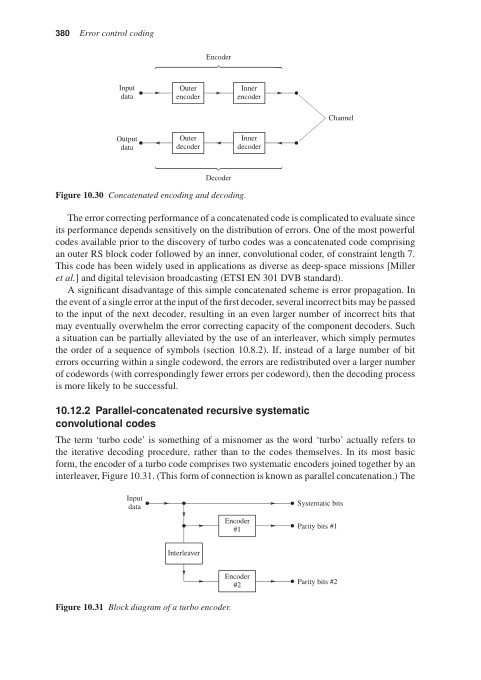 380 Error control coding
Encoder
Input
data
Outer
encoder
Inner
encoder
Channel
Output
data
Outer
decoder
Inner
decoder
Decoder
Figure 10.30 Concatenated encoding and decoding.
The error correcting performance of a concatenated code is complicated to evaluate since
its performance depends sensitively on the distribution of errors. One of the most powerful
codes available prior to the discovery of turbo codes was a concatenated code comprising
an outer RS block coder followed by an inner, convolutional coder, of constraint length 7.
This code has been widely used in applications as diverse as deep-space missions [Miller
et al.] and digital television broadcasting (ETSI EN 301 DVB standard).
A significant disadvantage of this simple concatenated scheme is error propagation. In
the event of a single error at the input of the first decoder, several incorrect bits may be passed
to the input of the next decoder, resulting in an even larger number of incorrect bits that
may eventually overwhelm the error correcting capacity of the component decoders. Such
a situation can be partially alleviated by the use of an interleaver, which simply permutes
the order of a sequence of symbols (section 10.8.2). If, instead of a large number of bit
errors occurring within a single codeword, the errors are redistributed over a larger number
of codewords (with correspondingly fewer errors per codeword), then the decoding process
is more likely to be successful.
10.12.2 Parallel-concatenated recursive systematic
convolutional codes
The term ‘turbo code’ is something of a misnomer as the word ‘turbo’ actually refers to
the iterative decoding procedure, rather than to the codes themselves. In its most basic
form, the encoder of a turbo code comprises two systematic encoders joined together by an
interleaver, Figure 10.31. (This form of connection is known as parallel concatenation.) The
Input
data
Systematic bits
Encoder
#1
Parity bits #1
Interleaver
Encoder
#2
Parity bits #2
Figure 10.31 Block diagram of a turbo encoder.